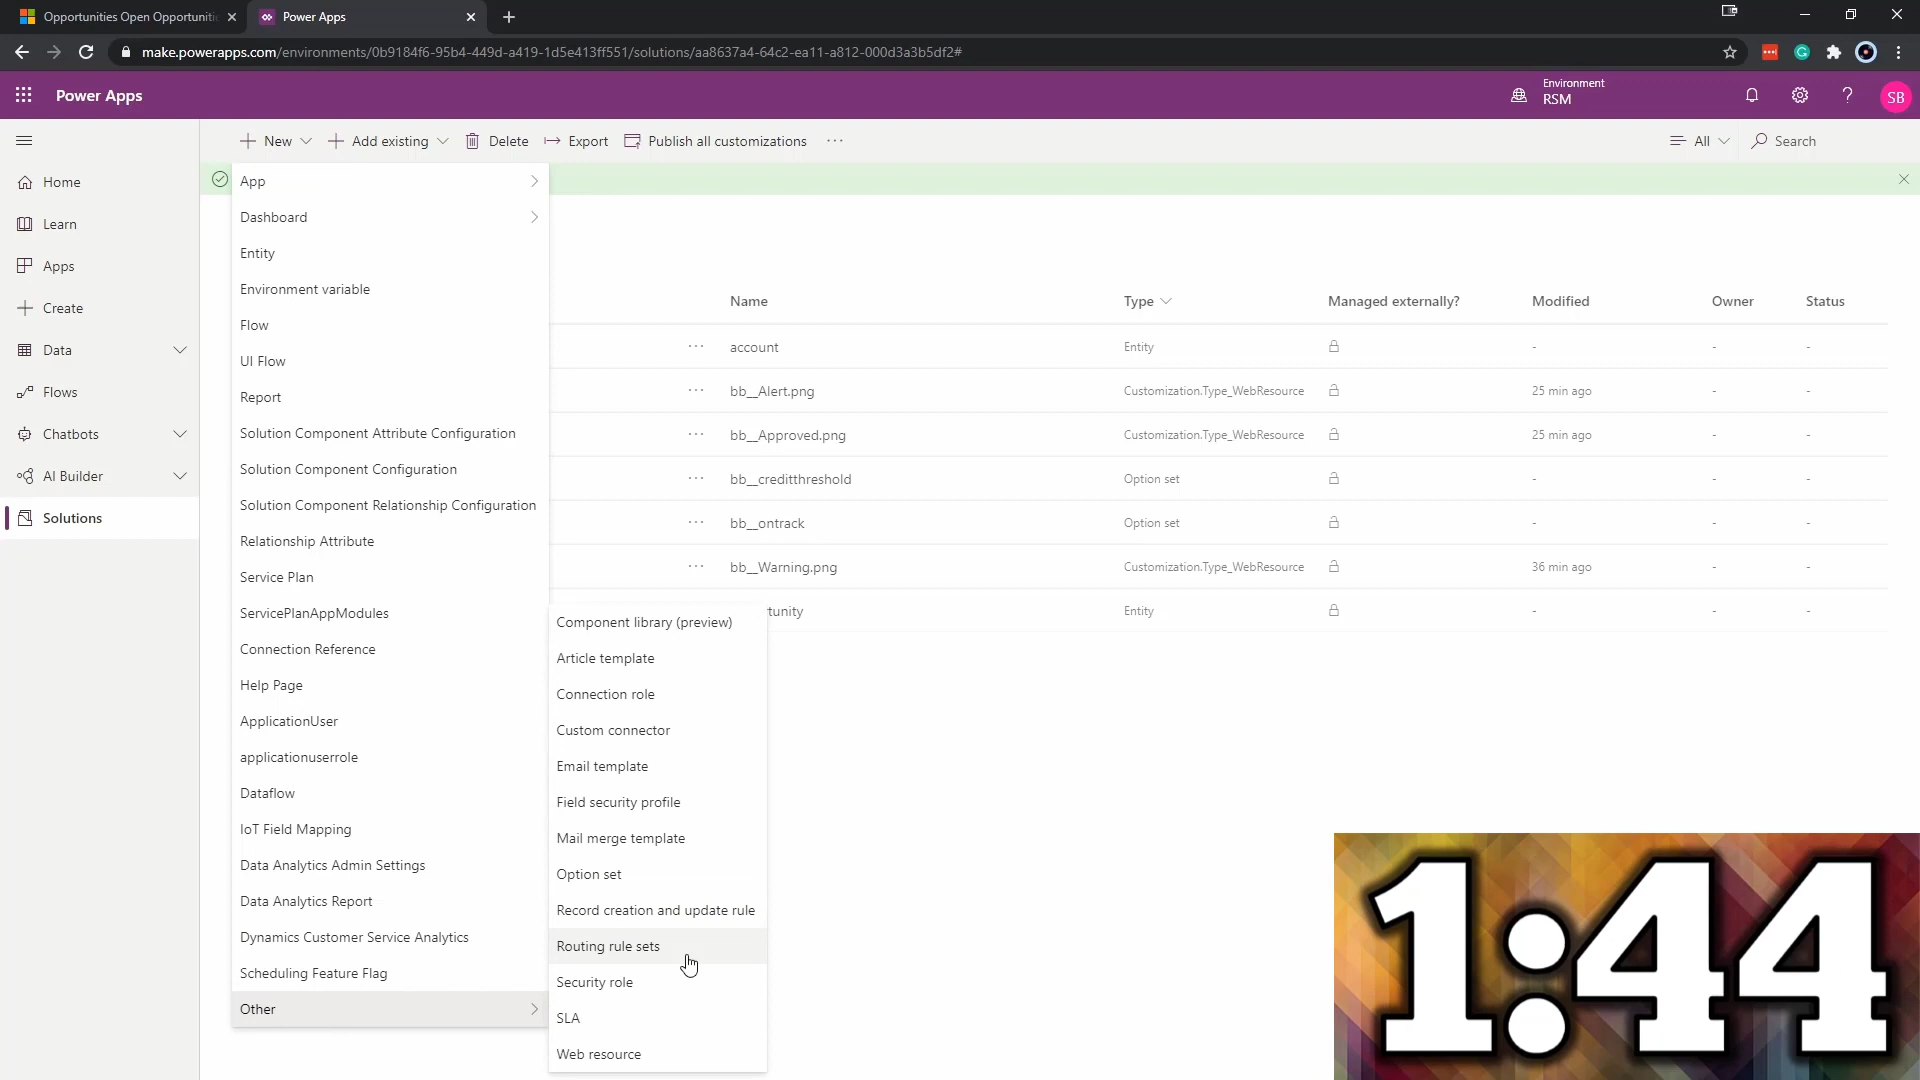 Opportunities Open Opportuniti
Power Apps
make.powerapps.com/environments/0b9184f6-95b4-449d-a419-1d5e413ff551/solutions/aa8637a4-64c2-ea11-a812-000d3a3b5df2#
Power Apps
Environment
RSM
SB
New
Add existing
Delete
Export
Publish all customizations
All
Search
Home
Learn
Apps
Create
Data
Flows
Chatbots
AI Builder
Solutions
App
Dashboard
Entity
Environment variable
Flow
UI Flow
Report
Solution Component Attribute Configuration
Solution Component Configuration
Solution Component Relationship Configuration
Relationship Attribute
Service Plan
ServicePlanAppModules
Connection Reference
Help Page
ApplicationUser
applicationuserrole
Dataflow
IoT Field Mapping
Data Analytics Admin Settings
Data Analytics Report
Dynamics Customer Service Analytics
Scheduling Feature Flag
Other
Component library (preview)
Article template
Connection role
Custom connector
Email template
Field security profile
Mail merge template
Option set
Record creation and update rule
Routing rule sets
Security role
SLA
Web resource
Name Type Managed externally? Modified Owner Status
... account Entity - - -
... bb_Alert.png Customization.Type_WebResource 25 min ago - -
... bb_Approved.png Customization.Type_WebResource 25 min ago - -
... bb_creditthreshold Option set - - -
... bb_ontrack Option set - - -
... bb_Warning.png Customization.Type_WebResource 36 min ago - -
tunity Entity - - -
1:44